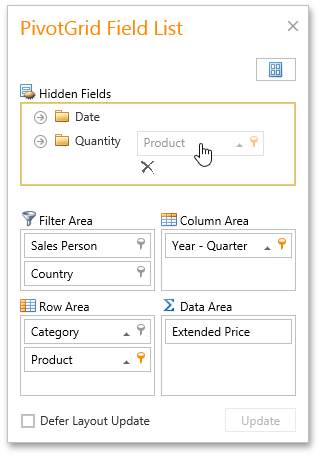 PivotGrid Field List
Hidden Fields
Date
Quantity
Product
Filter Area
Column Area
Sales Person
Year - Quarter
Country
Row Area
Data Area
Category
Extended Price
Product
Defer Layout Update
Update